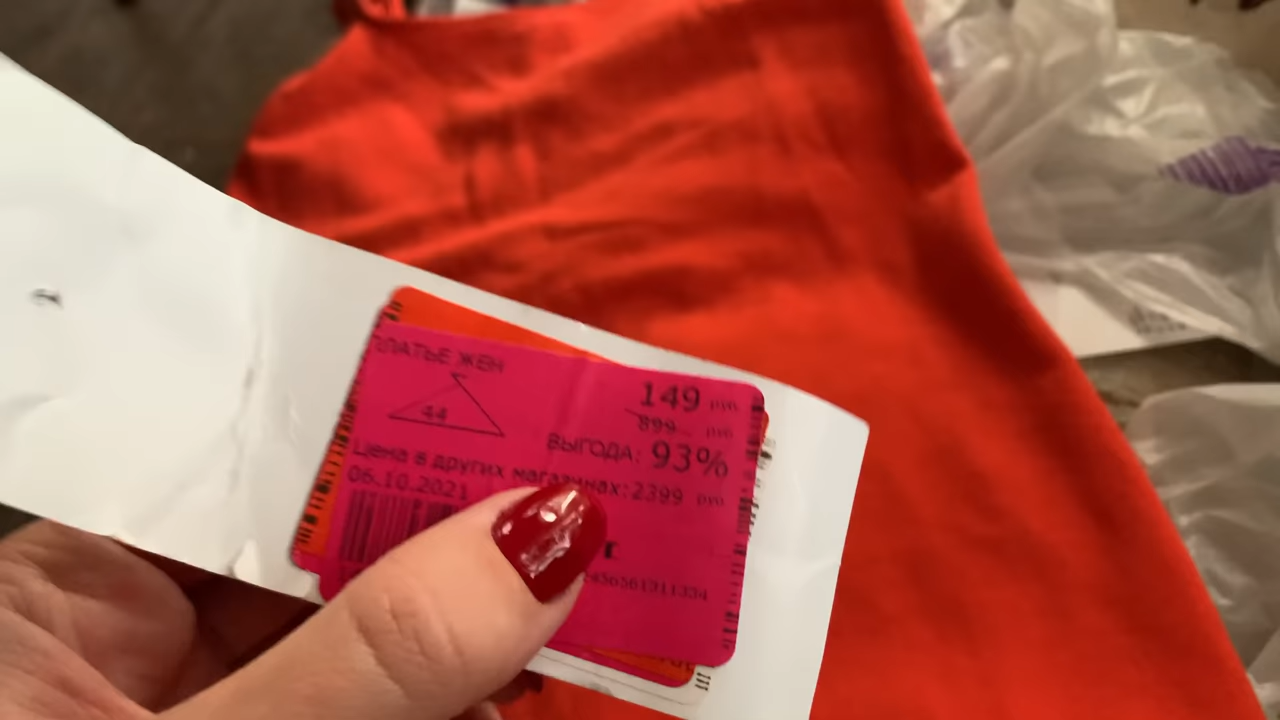 ПЛАТЬЕ ЖЕН
44
149 руб
899 руб
ВЫГОДА: 93%
Цена в других магазинах: 2399 руб
06.10.2021